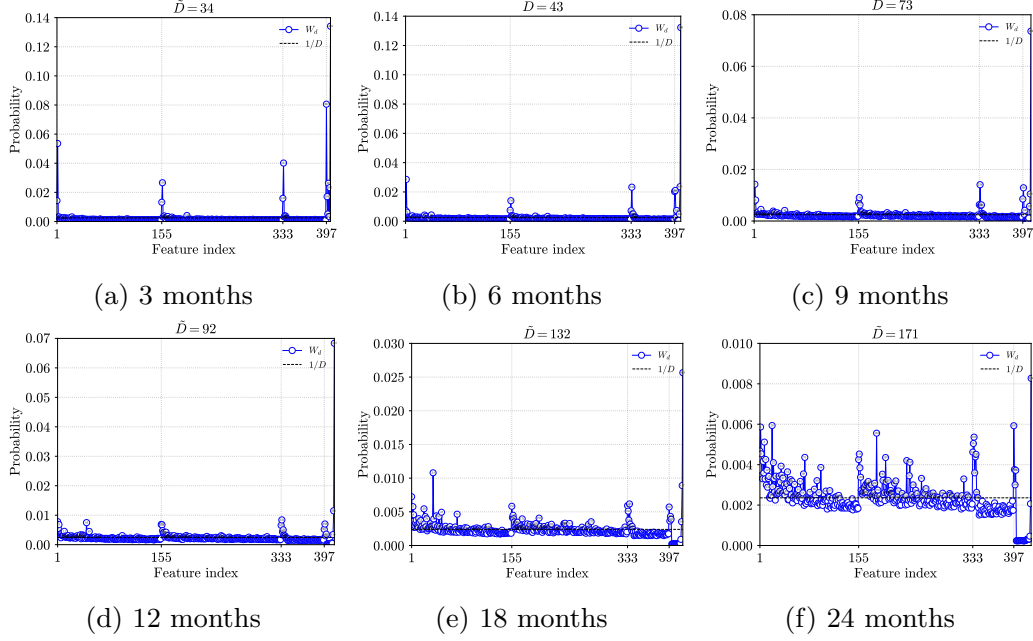 D̃ = 34
0.14
0.12
0.10
0.08
0.06
0.04
0.02
0.00
Probability
W_d
1/D
1 155 333 397
Feature index
(a) 3 months
D̃ = 43
0.14
0.12
0.10
0.08
0.06
0.04
0.02
0.00
Probability
W_d
1/D
1 155 333 397
Feature index
(b) 6 months
D̃ = 73
0.08
0.06
0.04
0.02
0.00
Probability
W_d
1/D
1 155 333 397
Feature index
(c) 9 months
D̃ = 92
0.07
0.06
0.05
0.04
0.03
0.02
0.01
0.00
Probability
W_d
1/D
1 155 333 397
Feature index
(d) 12 months
D̃ = 132
0.030
0.025
0.020
0.015
0.010
0.005
0.000
Probability
W_d
1/D
1 155 333 397
Feature index
(e) 18 months
D̃ = 171
0.010
0.008
0.006
0.004
0.002
0.000
Probability
W_d
1/D
1 155 333 397
Feature index
(f) 24 months